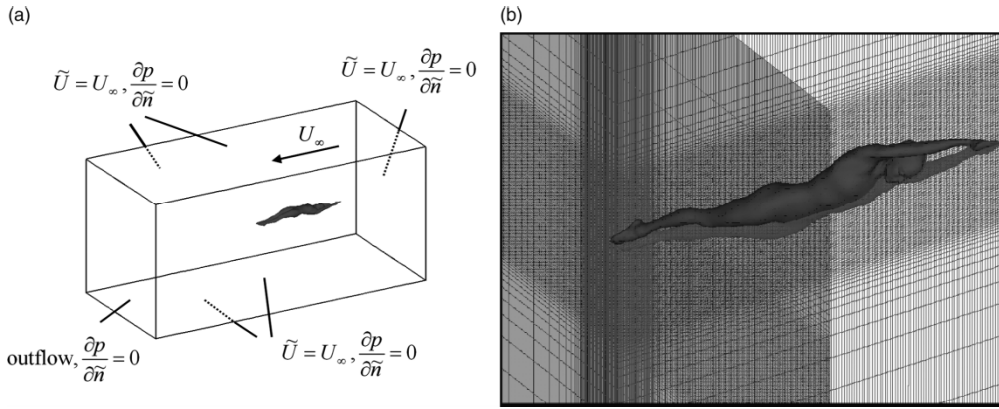 (a)
(b)
Ũ = U∞, ∂p/∂ñ = 0
Ũ = U∞, ∂p/∂ñ = 0
U∞
outflow, ∂p/∂ñ = 0
Ũ = U∞, ∂p/∂ñ = 0